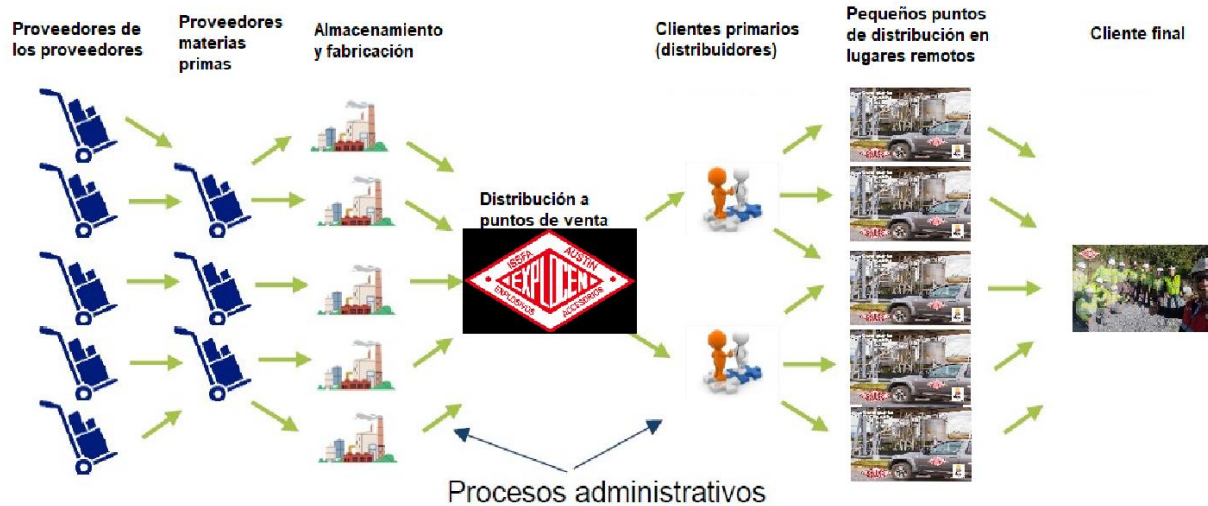 Proveedores de
los proveedores
Proveedores
materias
primas
Almacenamiento
y fabricación
Clientes primarios
(distribuidores)
Pequeños puntos
de distribución en
lugares remotos
Cliente final
Distribución a
puntos de venta
ISSFA AUSTIN
EXPLOCEN
EXPLOSIVOS ACCESORIOS
Procesos administrativos